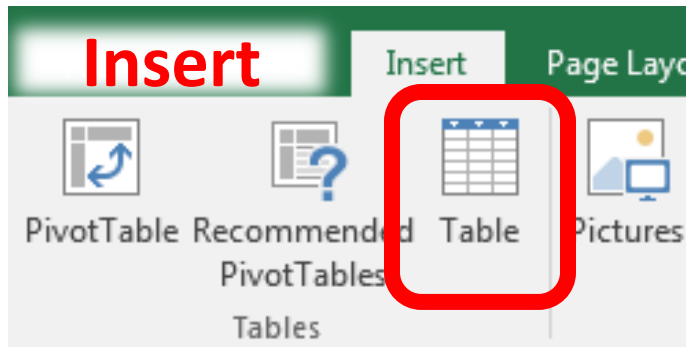 Insert Insert Page Layo
PivotTable Recommended Table Pictures
PivotTables
Tables